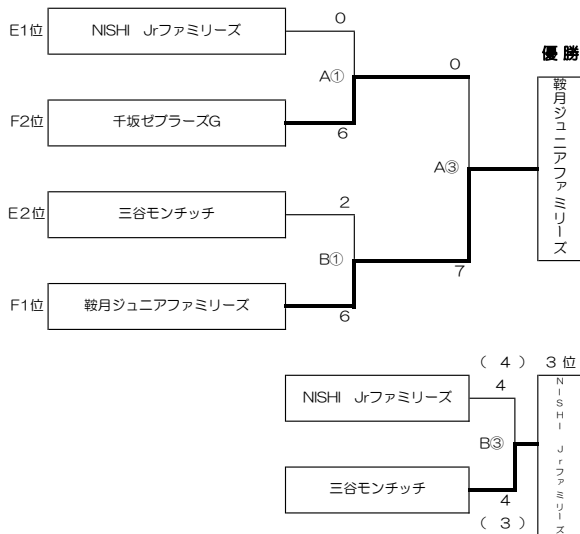 E1位
NISHI Jrファミリーズ
0
A①
F2位
千坂ゼブラーズG
6
0
優勝
鞍月ジュニアファミリーズ
A③
E2位
三谷モンチッチ
2
B①
7
F1位
鞍月ジュニアファミリーズ
6
(4)
3位
NISHI Jrファミリーズ
4
B③
NISHI Jrファミリーズ
三谷モンチッチ
4
(3)